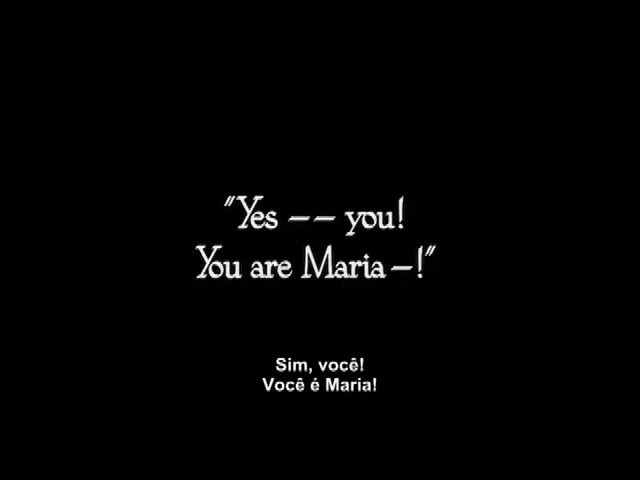 "Yes –– you!
You are Maria –!"
Sim, você!
Você é Maria!